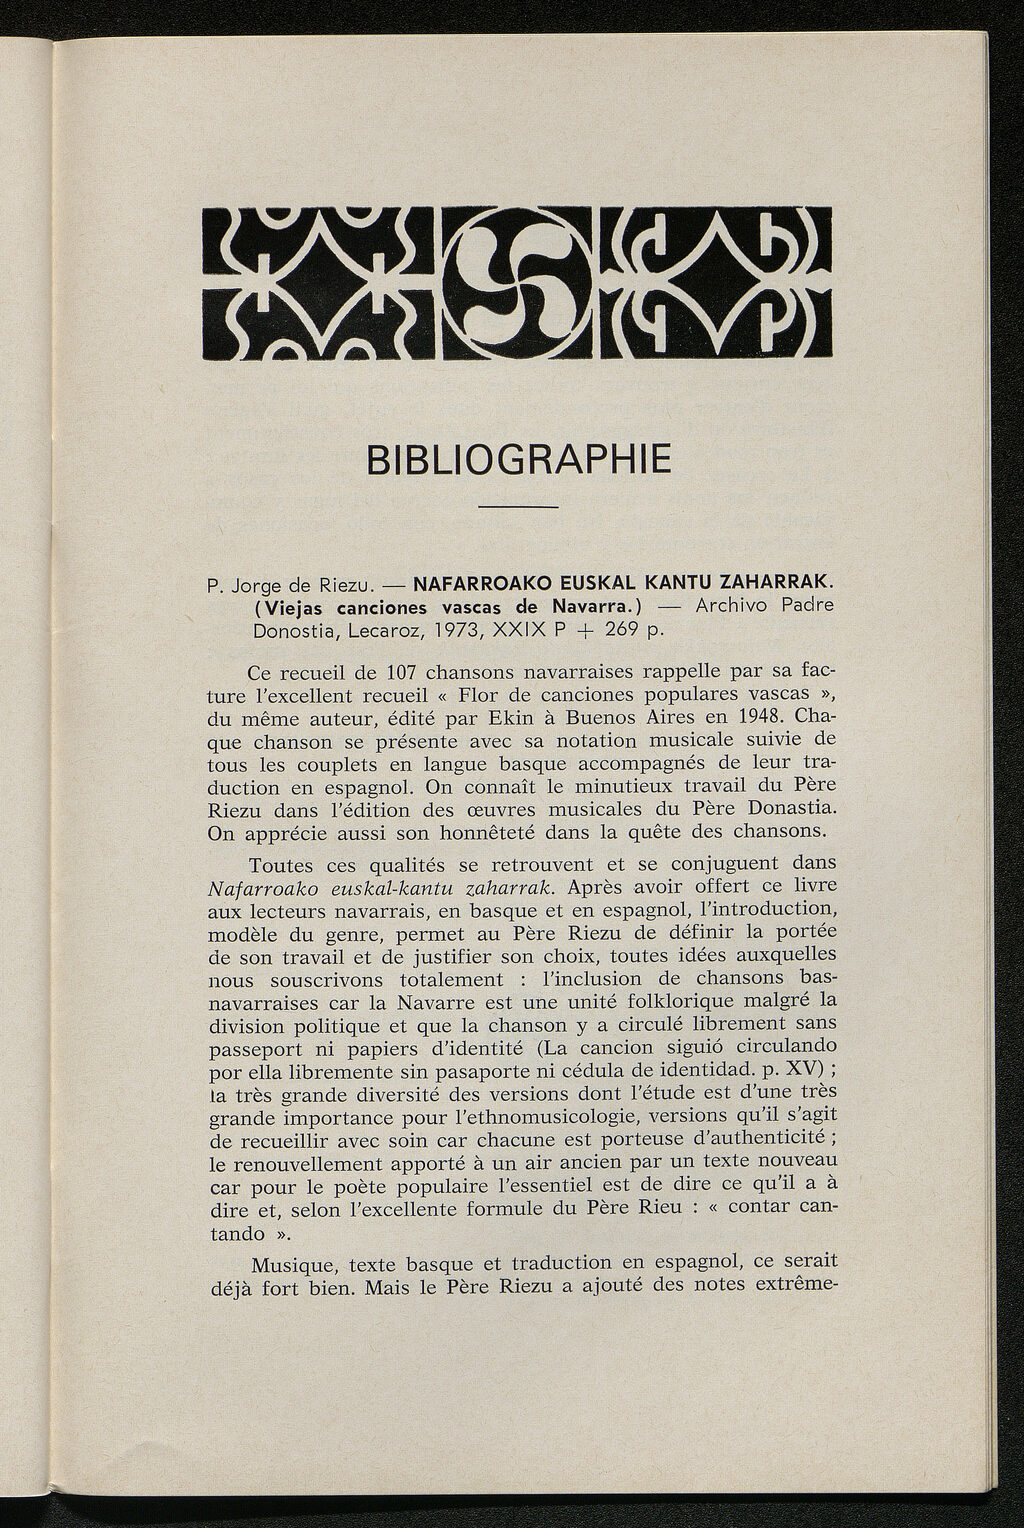 BIBLIOGRAPHIE
P. Jorge de Riezu. — NAFARROAKO EUSKAL KANTU ZAHARRAK.
(Viejas canciones vascas de Navarra.) — Archivo Padre
Donostia, Lecaroz, 1973, XXIX P + 269 p.
Ce recueil de 107 chansons navarraises rappelle par sa fac-
ture l'excellent recueil « Flor de canciones populares vascas »,
du même auteur, édité par Ekin à Buenos Aires en 1948. Cha-
que chanson se présente avec sa notation musicale suivie de
tous les couplets en langue basque accompagnés de leur tra-
duction en espagnol. On connaît le minutieux travail du Père
Riezu dans l'édition des œuvres musicales du Père Donastia.
On apprécie aussi son honnêteté dans la quête des chansons.
Toutes ces qualités se retrouvent et se conjuguent dans
Nafarroako euskal-kantu zaharrak. Après avoir offert ce livre
aux lecteurs navarrais, en basque et en espagnol, l'introduction,
modèle du genre, permet au Père Riezu de définir la portée
de son travail et de justifier son choix, toutes idées auxquelles
nous souscrivons totalement : l'inclusion de chansons bas-
navarraises car la Navarre est une unité folklorique malgré la
division politique et que la chanson y a circulé librement sans
passeport ni papiers d'identité (La cancion siguió circulando
por ella libremente sin pasaporte ni cédula de identidad. p. XV) ;
la très grande diversité des versions dont l'étude est d'une très
grande importance pour l'ethnomusicologie, versions qu'il s'agit
de recueillir avec soin car chacune est porteuse d'authenticité ;
le renouvellement apporté à un air ancien par un texte nouveau
car pour le poète populaire l'essentiel est de dire ce qu'il a à
dire et, selon l'excellente formule du Père Rieu : « contar can-
tando ».
Musique, texte basque et traduction en espagnol, ce serait
déjà fort bien. Mais le Père Riezu a ajouté des notes extrême-